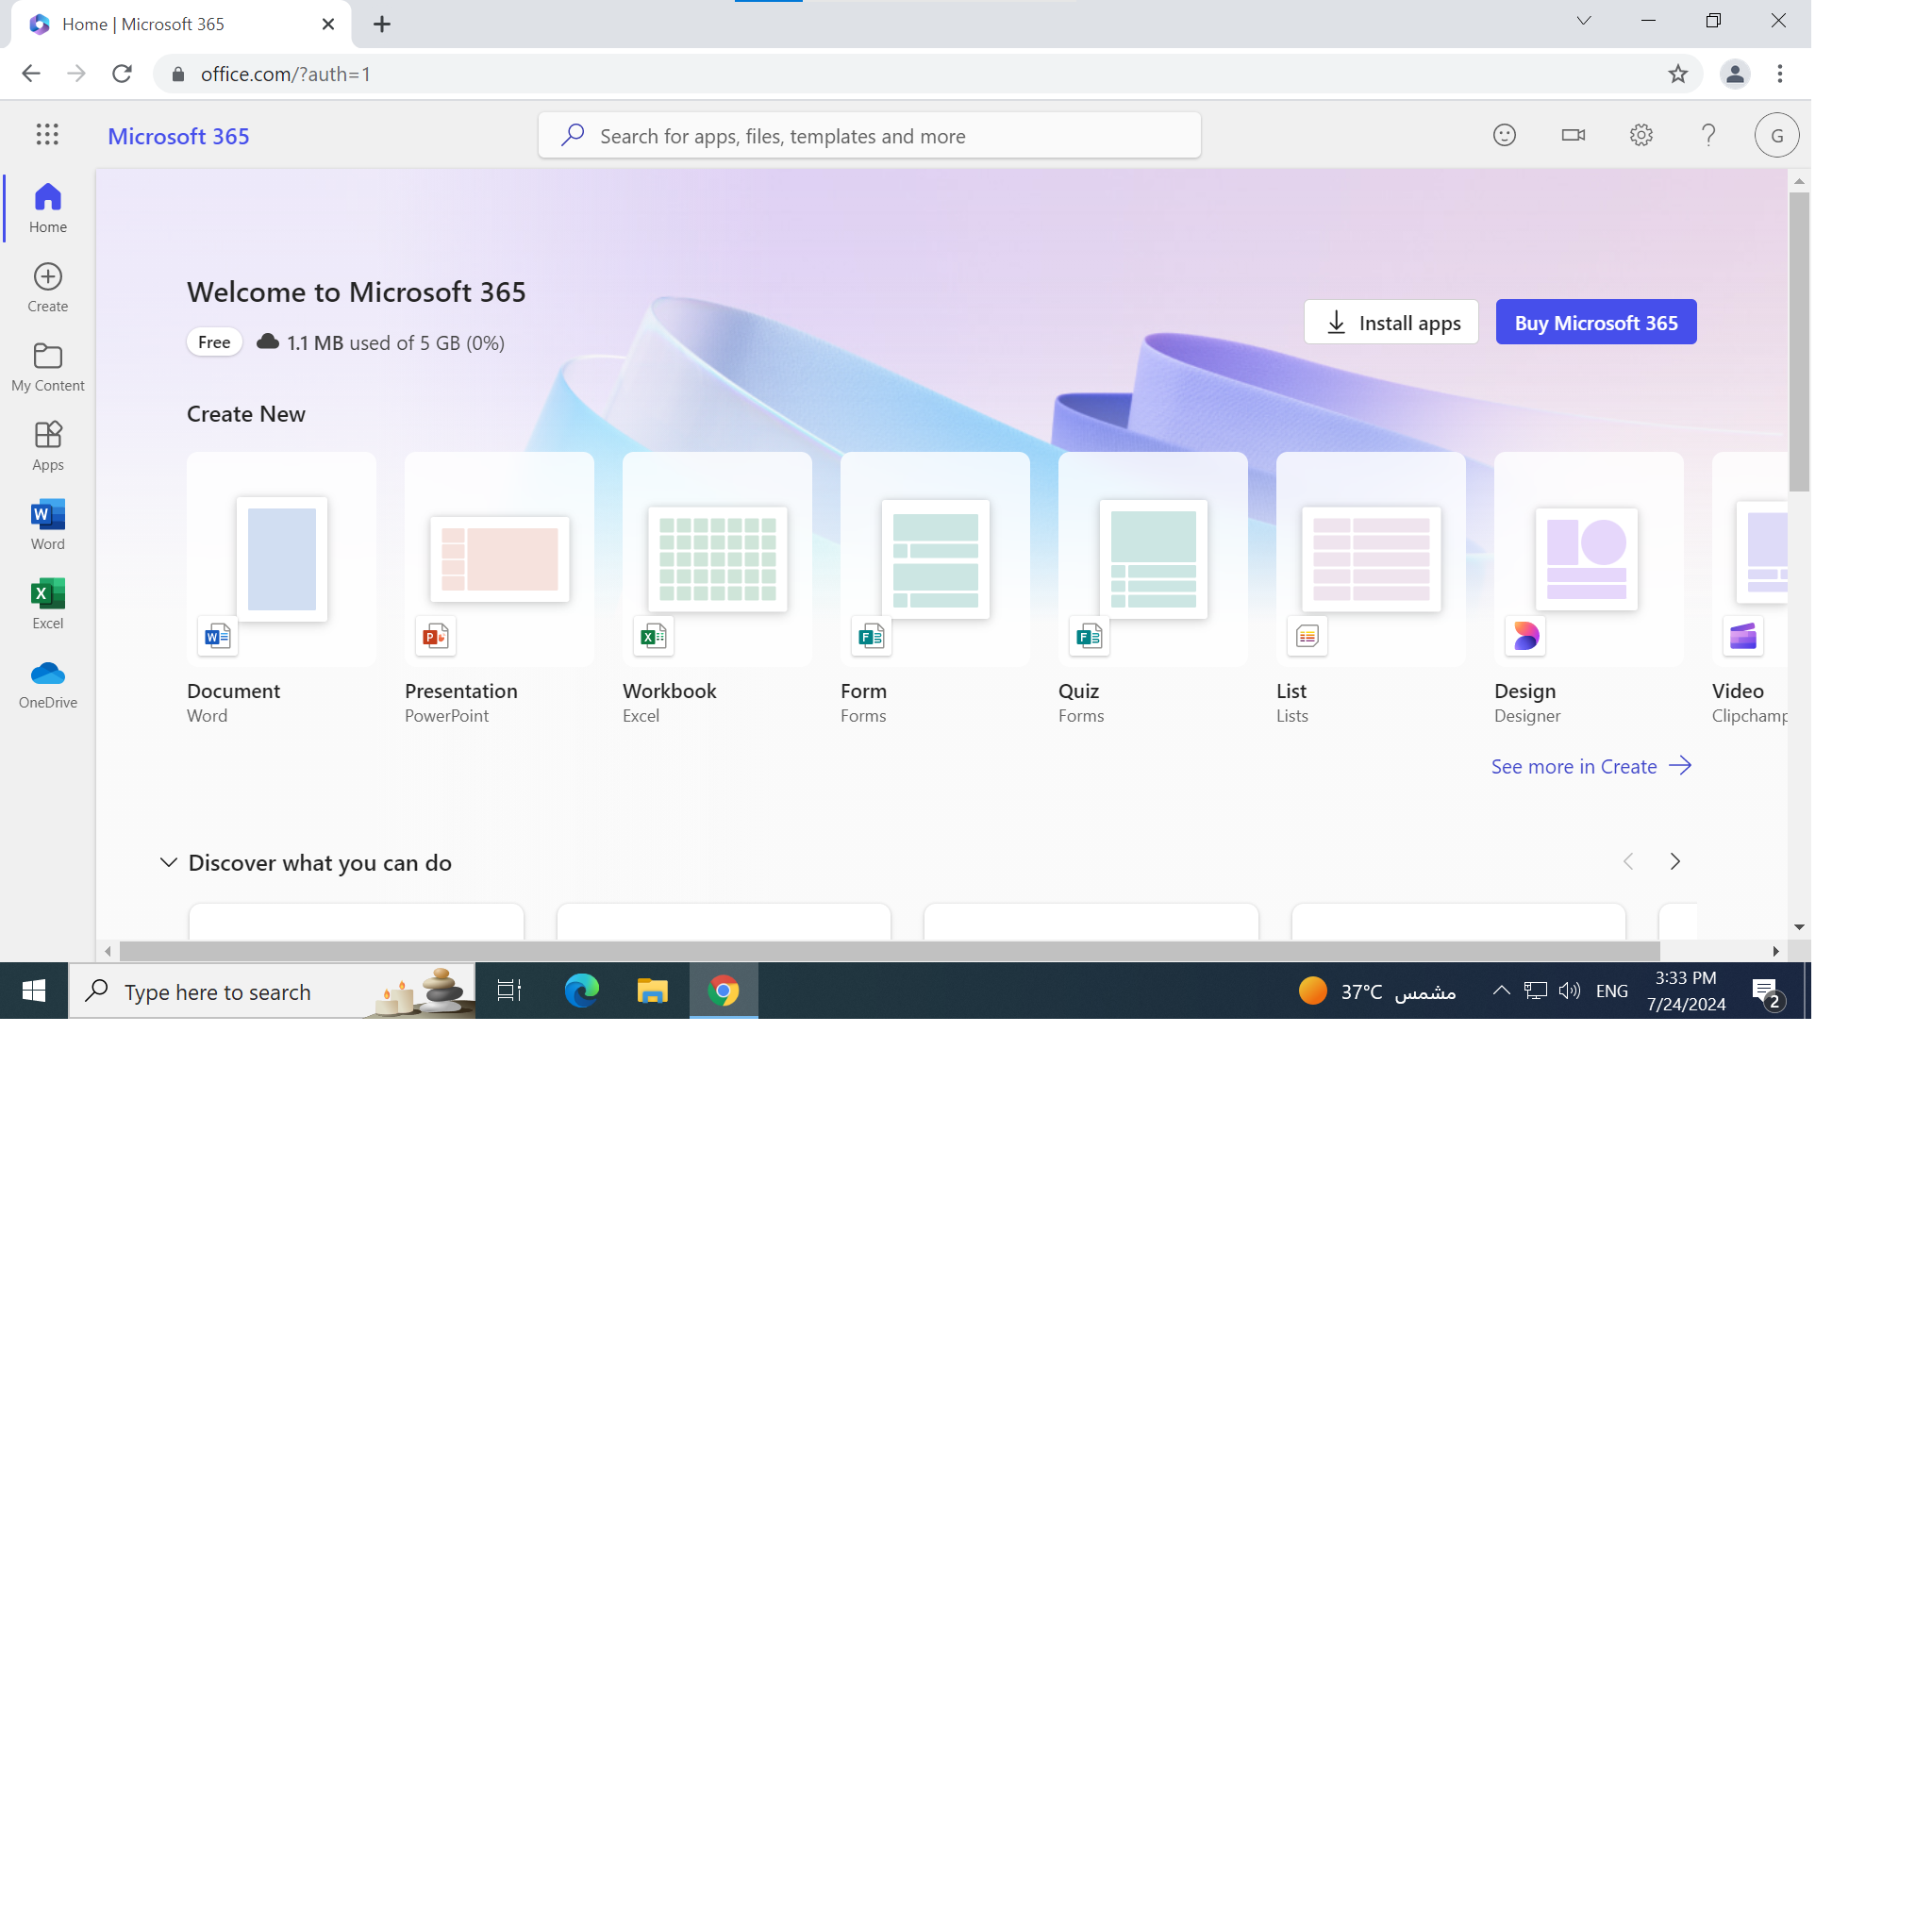 Home | Microsoft 365
office.com/?auth=1
Microsoft 365
Search for apps, files, templates and more
G
Home
Create
My Content
Apps
Word
Excel
OneDrive
Welcome to Microsoft 365
Free
1.1 MB used of 5 GB (0%)
Install apps
Buy Microsoft 365
Create New
Document
Word
Presentation
PowerPoint
Workbook
Excel
Form
Forms
Quiz
Forms
List
Lists
Design
Designer
Video
Clipchamp
See more in Create
Discover what you can do
Type here to search
37°C مشمس
ENG
3:33 PM
7/24/2024
2